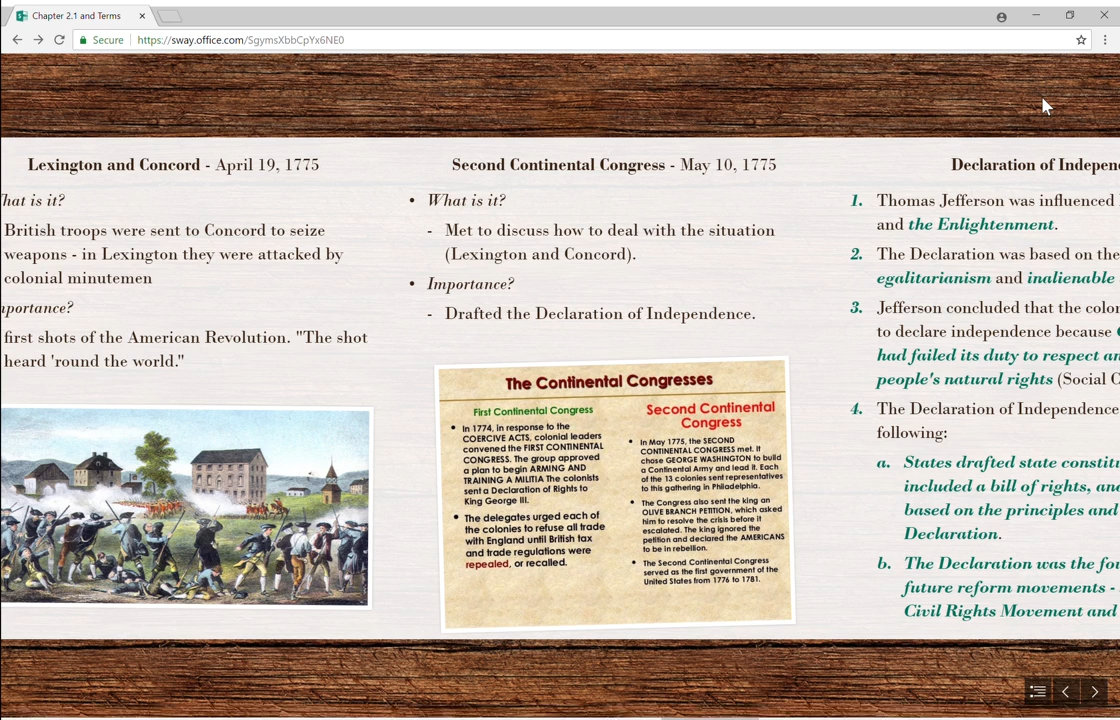 Chapter 2.1 and Terms
Secure
https://sway.office.com/SgymsXbbCpYx6NE0
Lexington and Concord - April 19, 1775
hat is it?
British troops were sent to Concord to seize
weapons - in Lexington they were attacked by
colonial minutemen
mportance?
first shots of the American Revolution. "The shot
heard 'round the world."
Second Continental Congress - May 10, 1775
• What is it?
- Met to discuss how to deal with the situation
(Lexington and Concord).
• Importance?
- Drafted the Declaration of Independence.
The Continental Congresses
First Continental Congress
• In 1774, in response to the
COERCIVE ACTS, colonial leaders
convened the FIRST CONTINENTAL
CONGRESS. The group approved
a plan to begin ARMING AND
TRAINING A MILITIA The colonists
sent a Declaration of Rights to
King George III.
• The delegates urged each of
the colonies to refuse all trade
with England until British tax
and trade regulations were
repealed, or recalled.
Second Continental
Congress
• In May 1775, the SECOND
CONTINENTAL CONGRESS met. It
chose GEORGE WASHINGTON to build
a Continental Army and lead it. Each
of the 13 colonies sent representatives
to this gathering in Philadelphia.
• The Congress also sent the king an
OLIVE BRANCH PETITION, which asked
him to resolve the crisis before it
escalated. The king ignored the
petition and declared the AMERICANS
to be in rebellion.
• The Second Continental Congress
served as the first government of the
United States from 1776 to 1781.
Declaration of Indepen
1. Thomas Jefferson was influenced
and the Enlightenment.
2. The Declaration was based on the
egalitarianism and inalienable
3. Jefferson concluded that the colo
to declare independence because
had failed its duty to respect an
people's natural rights (Social C
4. The Declaration of Independence
following:
a. States drafted state constit
included a bill of rights, an
based on the principles and
Declaration.
b. The Declaration was the fou
future reform movements -
Civil Rights Movement and